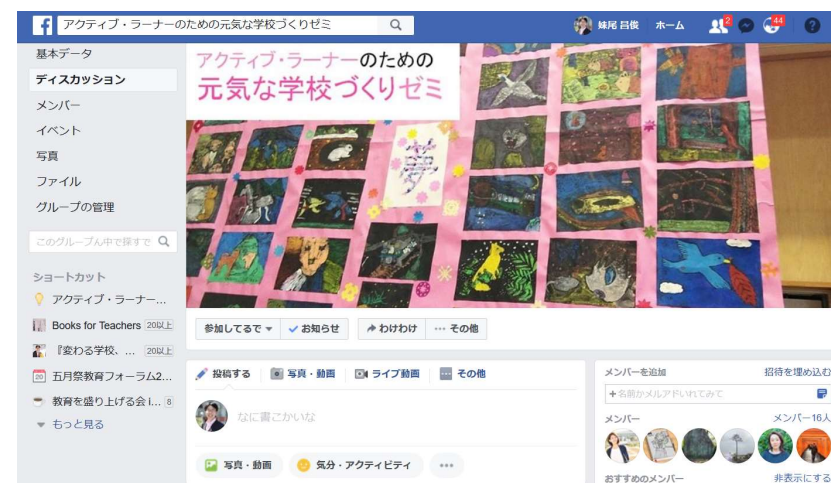 アクティブ・ラーナーのための元気な学校づくりゼミ
妹尾 昌俊
ホーム
2
44
基本データ
ディスカッション
メンバー
イベント
写真
ファイル
グループの管理
このグループん中で探すで
ショートカット
アクティブ・ラーナー...
Books for Teachers 20以上
『変わる学校、... 20以上
五月祭教育フォーラム2...
教育を盛り上げる会 i... 8
もっと見る
アクティブ・ラーナーのための
元気な学校づくりゼミ
夢
参加してるで
お知らせ
わけわけ
その他
投稿する
写真・動画
ライブ動画
その他
なに書こかいな
写真・動画
気分・アクティビティ
メンバーを追加
招待を埋め込む
+名前かメルアドいれてみて
メンバー
メンバー16人
おすすめのメンバー
非表示にする